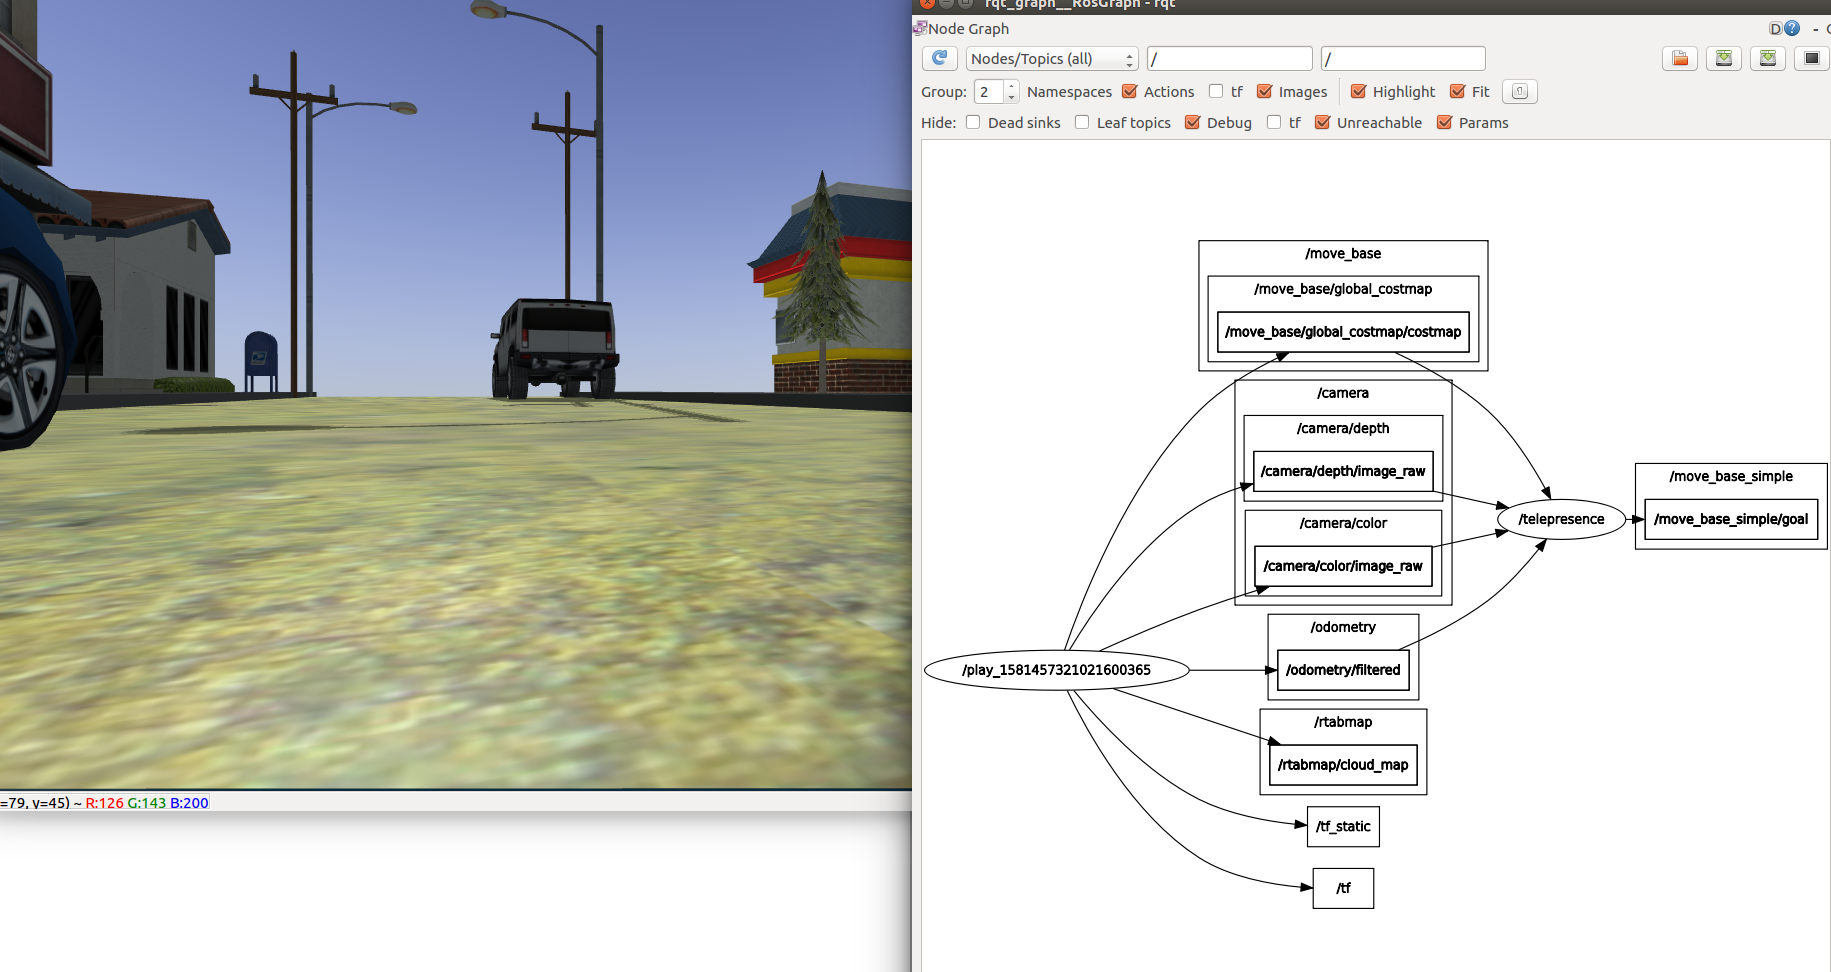 rqt_graph__RosGraph - rqt
Node Graph
D ? -
Nodes/Topics (all) / /
Group: 2 Namespaces Actions tf Images Highlight Fit
Hide: Dead sinks Leaf topics Debug tf Unreachable Params
/move_base
/move_base/global_costmap
/move_base/global_costmap/costmap
/camera
/camera/depth
/camera/depth/image_raw
/camera/color
/camera/color/image_raw
/telepresence
/move_base_simple
/move_base_simple/goal
/odometry
/odometry/filtered
/play_1581457321021600365
/rtabmap
/rtabmap/cloud_map
/tf_static
/tf
=79, y=45) ~ R:126 G:143 B:200